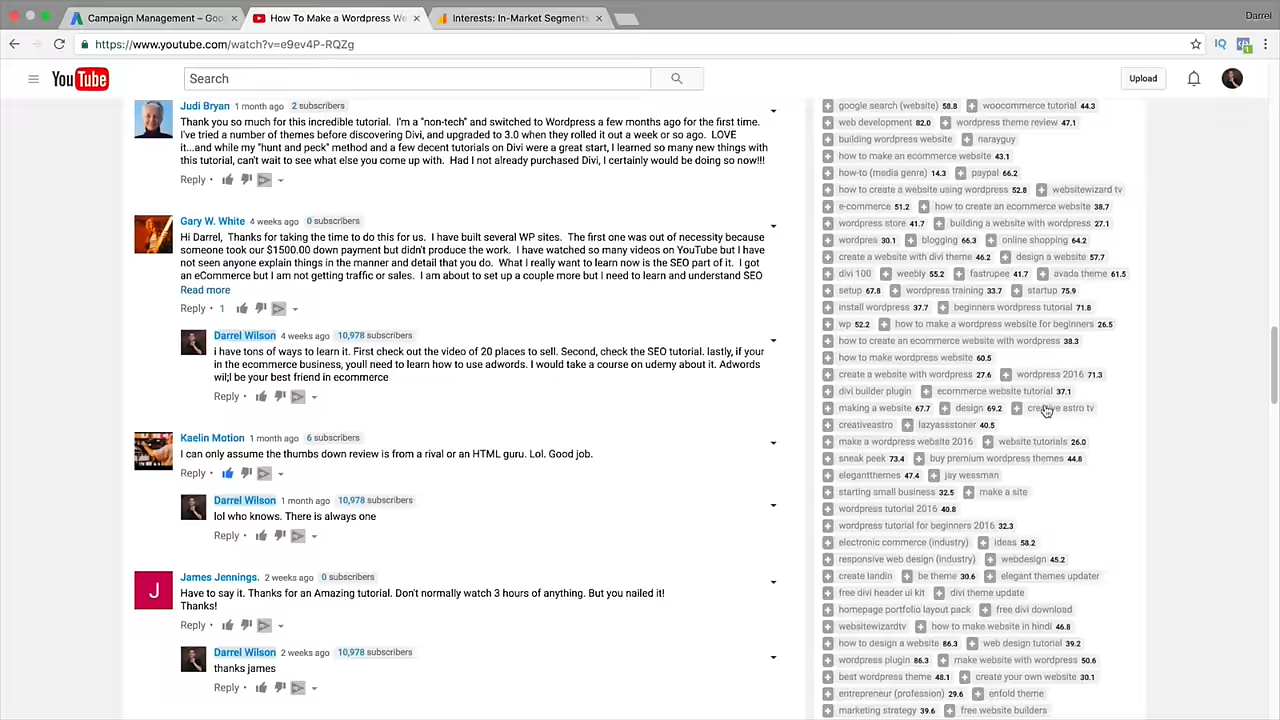 Campaign Management – Goo
How To Make a Wordpress We
Interests: In-Market Segments
Darrel
https://www.youtube.com/watch?v=e9ev4P-RQZg
IQ
1
YouTube
Search
Upload
Judi Bryan 1 month ago 2 subscribers
Thank you so much for this incredible tutorial. I'm a "non-tech" and switched to Wordpress a few months ago for the first time.
I've tried a number of themes before discovering Divi, and upgraded to 3.0 when they rolled it out a week or so ago. LOVE
it...and while my "hunt and peck" method and a few decent tutorials on Divi were a great start, I learned so many new things with
this tutorial, can't wait to see what else you come up with. Had I not already purchased Divi, I certainly would be doing so now!!!
Reply
Gary W. White 4 weeks ago 0 subscribers
Hi Darrel, Thanks for taking the time to do this for us. I have built several WP sites. The first one was out of necessity because
someone took our $1500.00 down payment but didn't produce the work. I have watched so many videos on YouTube but I have
not seen anyone explain things in the manner and detail that you do. What I really want to learn now is the SEO part of it. I got
an eCommerce but I am not getting traffic or sales. I am about to set up a couple more but I need to learn and understand SEO
Read more
Reply · 1
Darrel Wilson 4 weeks ago 10,978 subscribers
i have tons of ways to learn it. First check out the video of 20 places to sell. Second, check the SEO tutorial. lastly, if your
in the ecommerce business, youll need to learn how to use adwords. I would take a course on udemy about it. Adwords
wil;l be your best friend in ecommerce
Reply ·
Kaelin Motion 1 month ago 6 subscribers
I can only assume the thumbs down review is from a rival or an HTML guru. Lol. Good job.
Reply ·
Darrel Wilson 1 month ago 10,978 subscribers
lol who knows. There is always one
Reply ·
J
James Jennings. 2 weeks ago 0 subscribers
Have to say it. Thanks for an Amazing tutorial. Don't normally watch 3 hours of anything. But you nailed it!
Thanks!
Reply ·
Darrel Wilson 2 weeks ago 10,978 subscribers
thanks james
Reply ·
google search (website) 58.8 woocommerce tutorial 44.3
web development 82.0 wordpress theme review 47.1
building wordpress website narayguy
how to make an ecommerce website 43.1
how-to (media genre) 14.3 paypal 66.2
how to create a website using wordpress 52.8 websitewizard tv
e-commerce 51.2 how to create an ecommerce website 38.7
wordpress store 41.7 building a website with wordpress 27.1
wordpres 30.1 blogging 66.3 online shopping 64.2
create a website with divi theme 46.2 design a website 57.7
divi 100 weebly 55.2 fastrupee 41.7 avada theme 61.5
setup 67.8 wordpress training 33.7 startup 75.9
install wordpress 37.7 beginners wordpress tutorial 71.8
wp 52.2 how to make a wordpress website for beginners 26.5
how to create an ecommerce website with wordpress 38.3
how to make wordpress website 60.5
create a website with wordpress 27.6 wordpress 2016 71.3
divi builder plugin ecommerce website tutorial 37.1
making a website 67.7 design 69.2 creative astro tv
creativeastro lazyassstoner 40.5
make a wordpress website 2016 website tutorials 26.0
sneak peek 73.4 buy premium wordpress themes 44.8
elegantthernes 47.4 jay wessman
starting small business 32.5 make a site
wordpress tutorial 2016 40.8
wordpress tutorial for beginners 2016 32.3
electronic commerce (industry) ideas 58.2
responsive web design (industry) webdesign 45.2
create landin be theme 30.6 elegant themes updater
free divi header ui kit divi theme update
homepage portfolio layout pack free divi download
websitewizardtv how to make website in hindi 46.8
how to design a website 86.3 web design tutorial 39.2
wordpress plugin 86.3 make website with wordpress 50.6
best wordpress theme 48.1 create your own website 30.1
entrepreneur (profession) 29.6 enfold theme
marketing strategy 39.6 free website builders